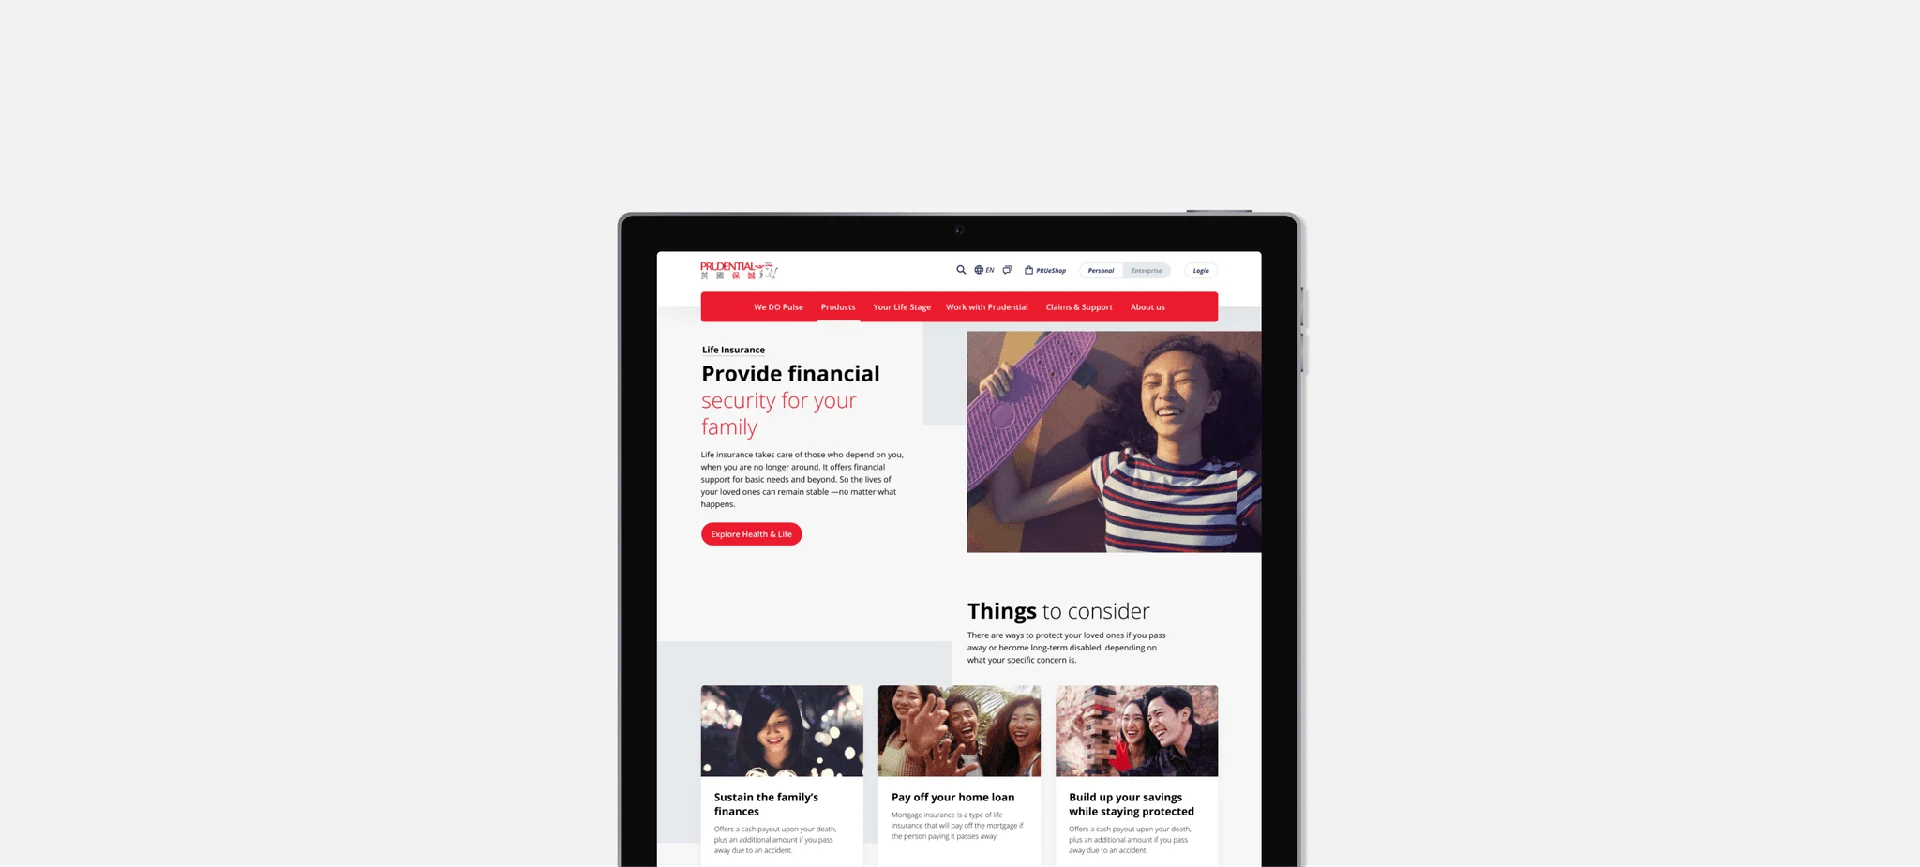 PRUDENTIAL
英國保誠
EN
PRUeShop
Personal
Enterprise
Login
We DO Pulse
Products
Your Life Stage
Work with Prudential
Claims & Support
About us
Life Insurance
Provide financial
security for your
family
Life insurance takes care of those who depend on you,
when you are no longer around. It offers financial
support for basic needs and beyond. So the lives of
your loved ones can remain stable —no matter what
happens.
Explore Health & Life
Things to consider
There are ways to protect your loved ones if you pass
away or become long-term disabled, depending on
what your specific concern is.
Sustain the family's
finances
Offers a cash payout upon your death,
plus an additional amount if you pass
away due to an accident.
Pay off your home loan
Mortgage insurance is a type of life
insurance that will pay off the mortgage if
the person paying it passes away
Build up your savings
while staying protected
Offers a cash payout upon your death,
plus an additional amount if you pass
away due to an accident